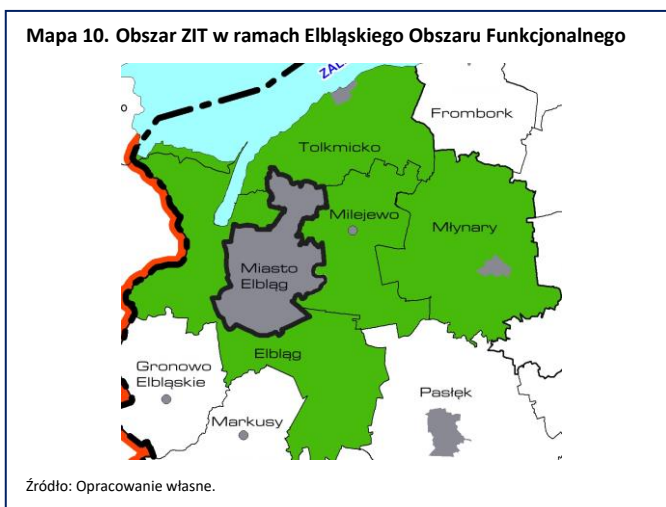 Mapa 10. Obszar ZIT w ramach Elbląskiego Obszaru Funkcjonalnego
Frombork
Tolkmicko
Milejewo
Młynary
Miasto
Elbląg
Elbląg
Gronowo
Elbląskie
Pasłęk
Markusy
Źródło: Opracowanie własne.